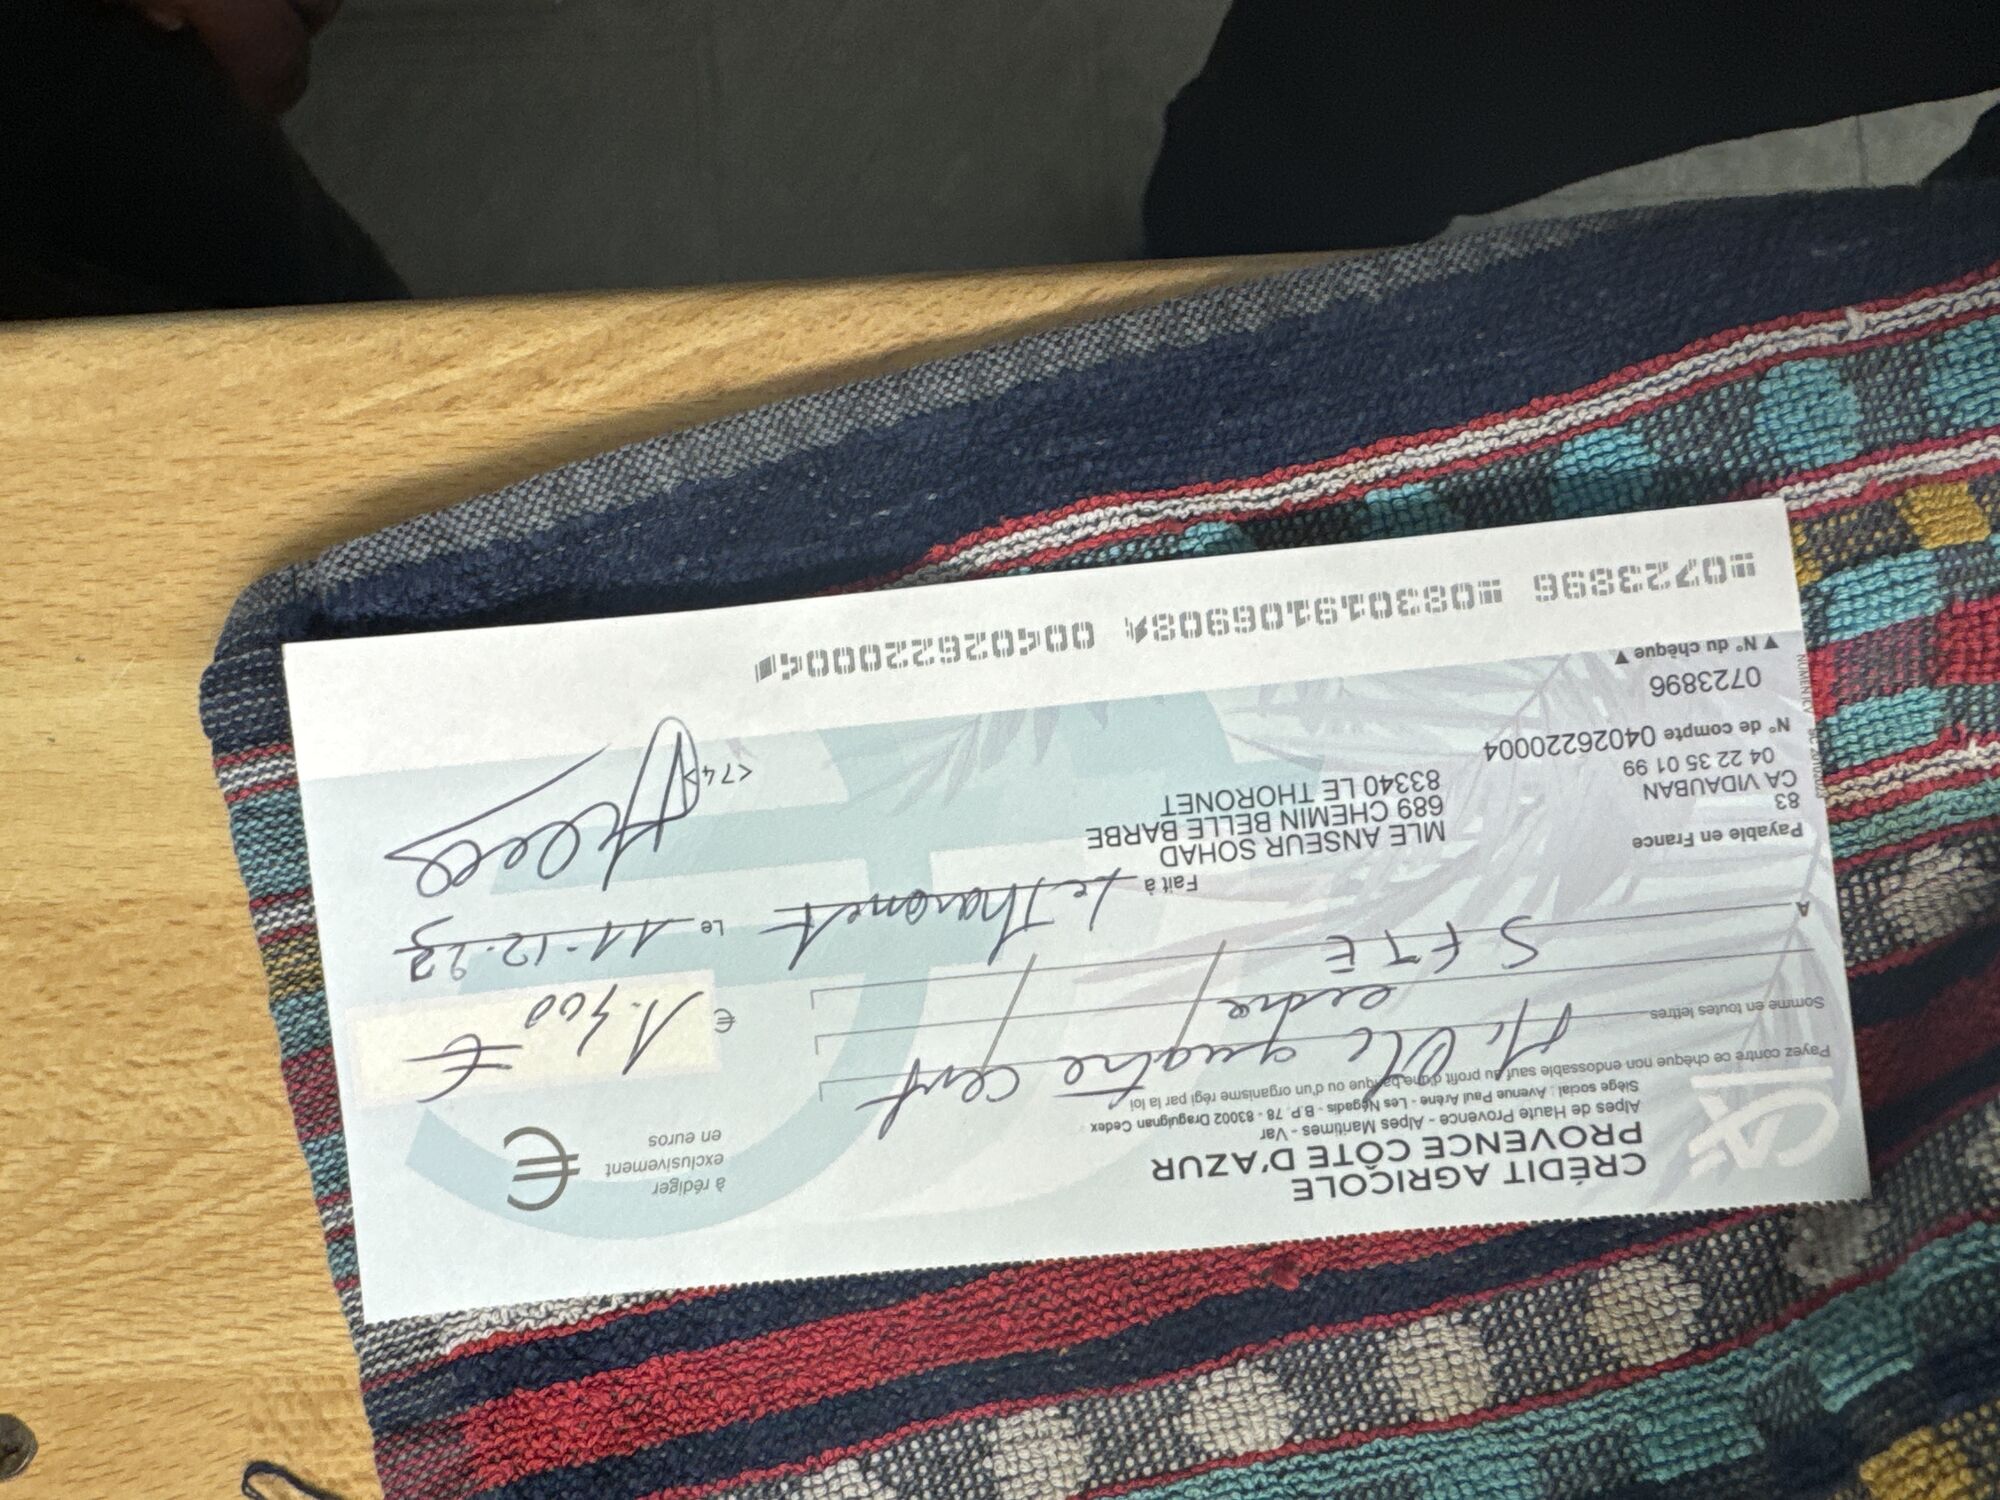 CRÉDIT AGRICOLE
PROVENCE CÔTE D'AZUR
Alpes de Haute Provence - Alpes Maritimes - Var
Siège social : Avenue Paul Arène - Les Négadis - B.P. 78 - 83002 Draguignan Cedex
à rédiger
exclusivement
en euros
€
Payez contre ce chèque non endossable sauf au profit d'une banque ou d'un organisme régi par la loi
Mille quatre cent
Somme en toutes lettres
euros
€ 1.400 €
A SFTE
Fait à Le Thoronet Le 11-12-23
Payable en France
83
CA VIDAUBAN
04 22 35 01 99
MLE ANSEUR SOHAD
689 CHEMIN BELLE BARBE
83340 LE THORONET
<74>
N° de compte 04026220004
0723896
▼ N° du chèque ▼
⑈0723896 ⑈083019106908⑆ 004026220004⑉